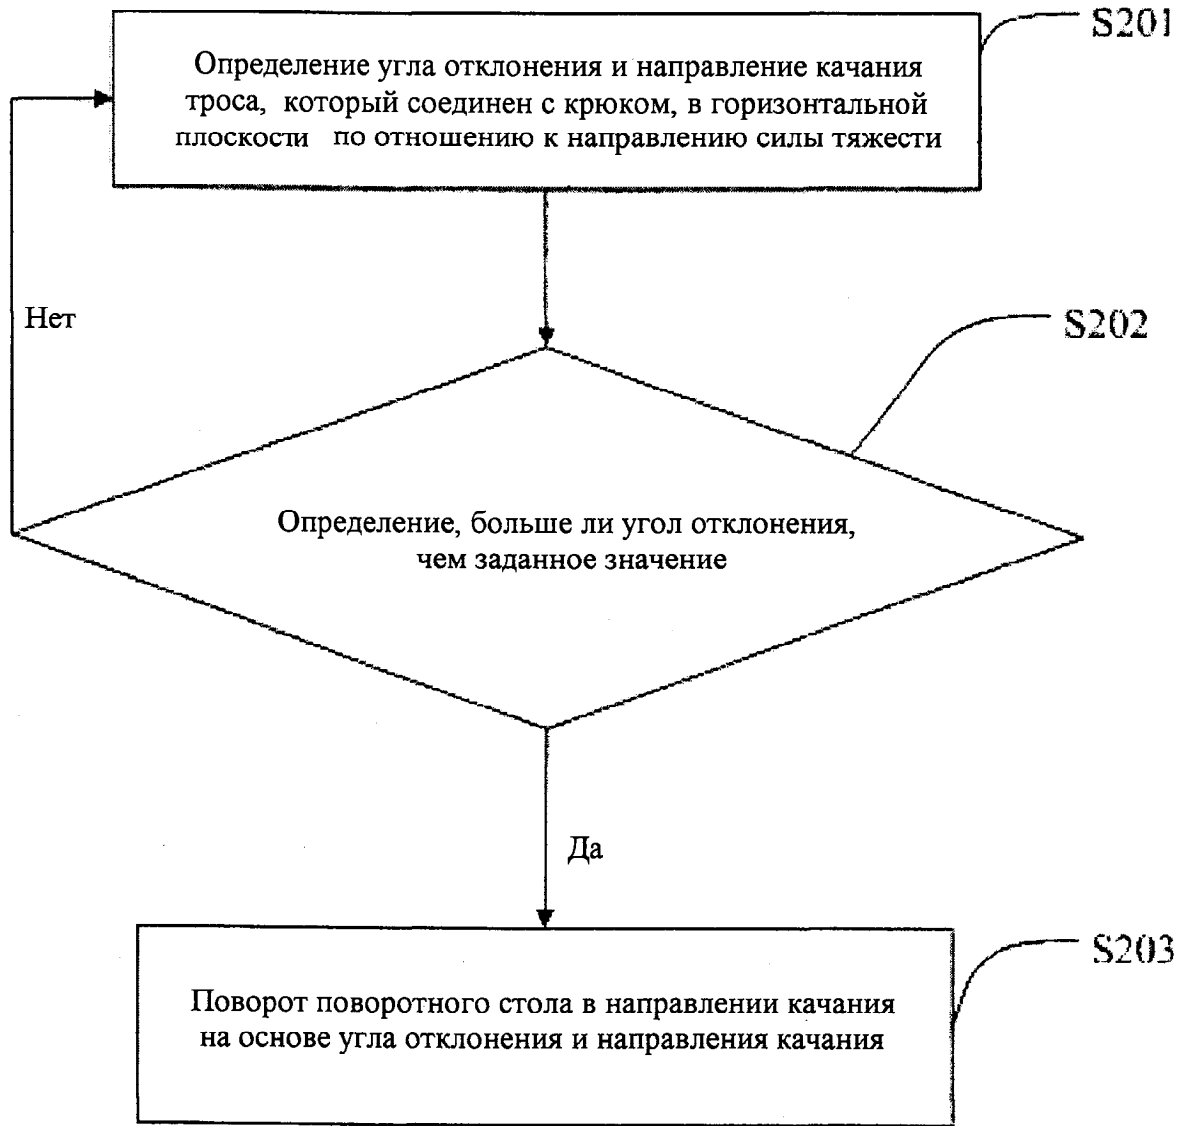 S201
Определение угла отклонения и направление качания
троса, который соединен с крюком, в горизонтальной
плоскости по отношению к направлению силы тяжести
Нет
S202
Определение, больше ли угол отклонения,
чем заданное значение
Да
S203
Поворот поворотного стола в направлении качания
на основе угла отклонения и направления качания